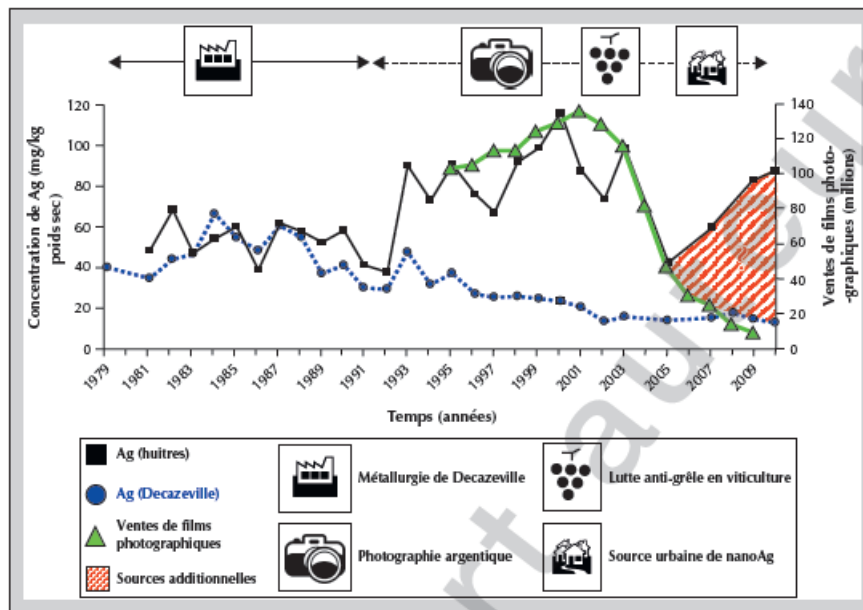 Concentration de Ag (mg/kg
poids sec)
120
100
80
60
40
20
0
140
120
100
80
60
40
20
0
Ventes de films photo-
-graphiques (millions)
1979
1981
1983
1985
1987
1989
1991
1993
1995
1997
1999
2001
2003
2005
2007
2009
Temps (années)
Ag (huitres)
Ag (Decazeville)
Ventes de films
photographiques
Sources additionnelles
Métallurgie de Decazeville
Photographie argentique
Lutte anti-grêle en viticulture
Source urbaine de nanoAg
rt auteur